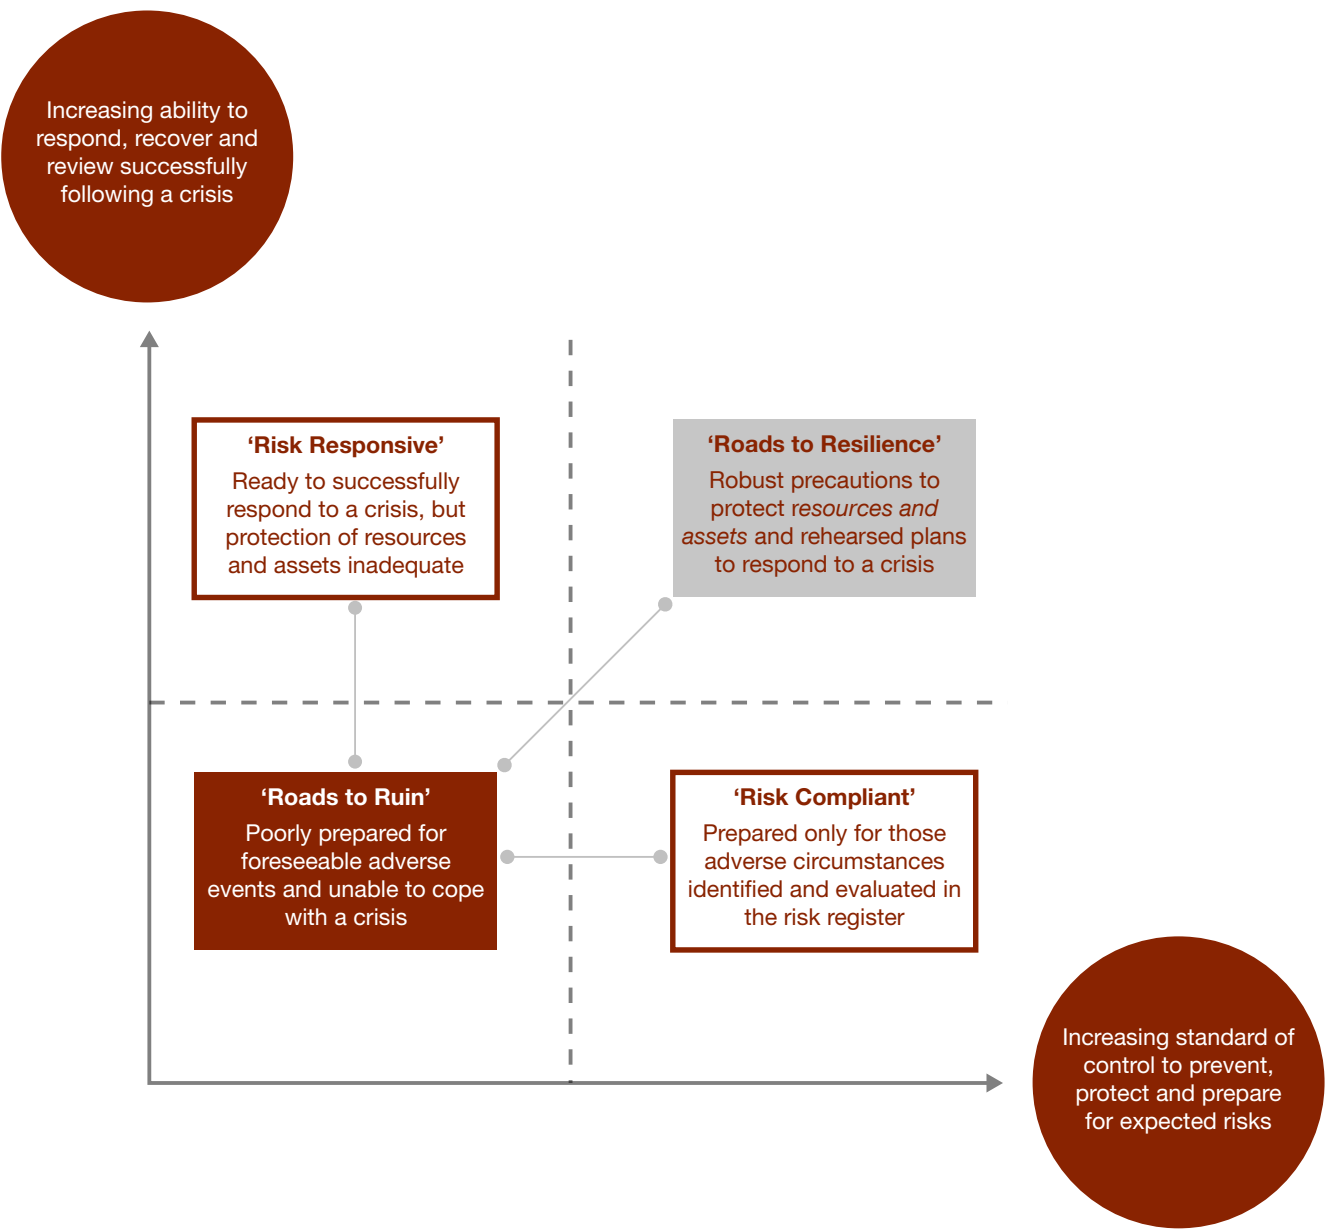 Increasing ability to
respond, recover and
review successfully
following a crisis
‘Risk Responsive’
Ready to successfully
respond to a crisis, but
protection of resources
and assets inadequate
‘Roads to Resilience’
Robust precautions to
protect resources and
assets and rehearsed plans
to respond to a crisis
‘Roads to Ruin’
Poorly prepared for
foreseeable adverse
events and unable to cope
with a crisis
‘Risk Compliant’
Prepared only for those
adverse circumstances
identified and evaluated in
the risk register
Increasing standard of
control to prevent,
protect and prepare
for expected risks